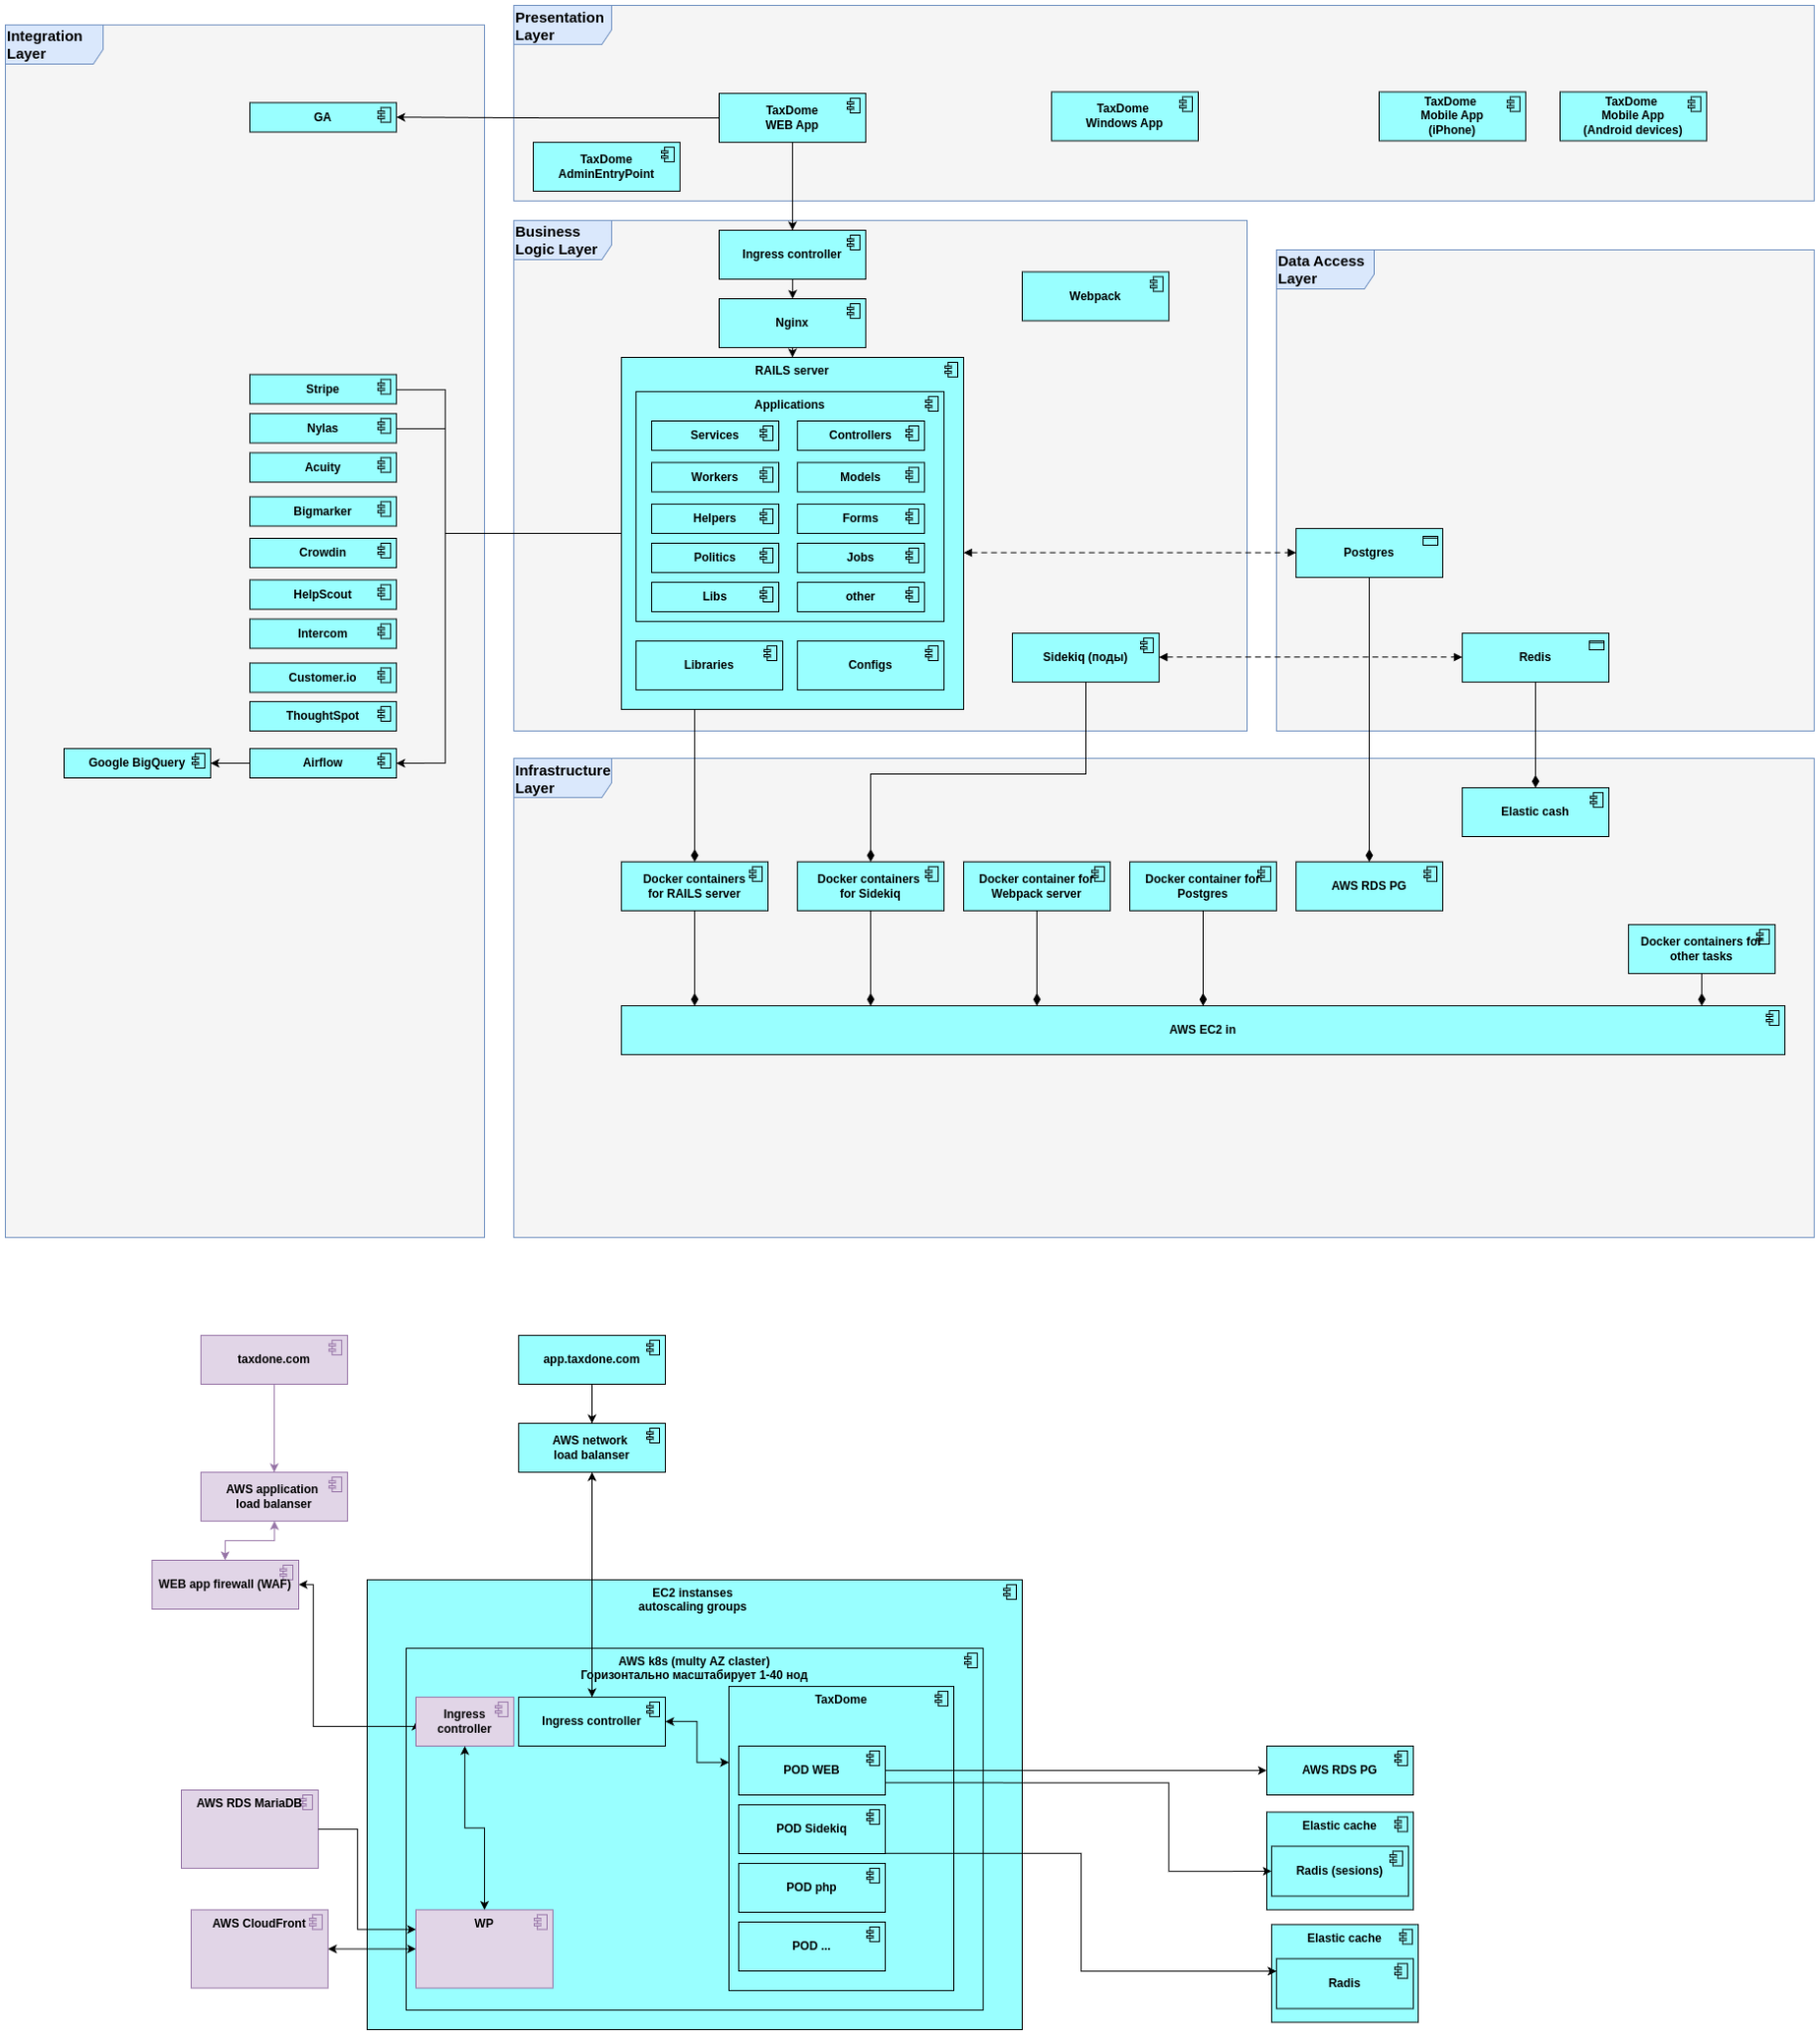 Integration
Layer
GA
Stripe
Nylas
Acuity
Bigmarker
Crowdin
HelpScout
Intercom
Customer.io
ThoughtSpot
Google BigQuery
Airflow
Presentation
Layer
TaxDome
WEB App
TaxDome
Windows App
TaxDome
Mobile App
(iPhone)
TaxDome
Mobile App
(Android devices)
TaxDome
AdminEntryPoint
Business
Logic Layer
Ingress controller
Webpack
Nginx
RAILS server
Applications
Services
Controllers
Workers
Models
Helpers
Forms
Politics
Jobs
Libs
other
Libraries
Configs
Sidekiq (поды)
Data Access
Layer
Postgres
Redis
Infrastructure
Layer
Elastic cash
Docker containers
for RAILS server
Docker containers
for Sidekiq
Docker container for
Webpack server
Docker container for
Postgres
AWS RDS PG
Docker containers for
other tasks
AWS EC2 in
taxdone.com
app.taxdone.com
AWS network
load balanser
AWS application
load balanser
WEB app firewall (WAF)
EC2 instanses
autoscaling groups
AWS k8s (multy AZ claster)
Горизонтально масштабирует 1-40 нод
Ingress
controller
Ingress controller
TaxDome
POD WEB
POD Sidekiq
POD php
POD ...
AWS RDS MariaDB
AWS CloudFront
WP
AWS RDS PG
Elastic cache
Radis (sesions)
Elastic cache
Radis